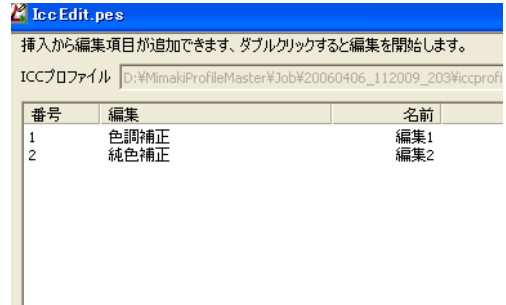 IccEdit.pes
挿入から編集項目が追加できます、ダブルクリックすると編集を開始します。
ICCプロファイル D:¥MimakiProfileMaster¥Job¥20060406_112009_203¥iccprofi
番号 編集 名前
1 色調補正 編集1
2 純色補正 編集2